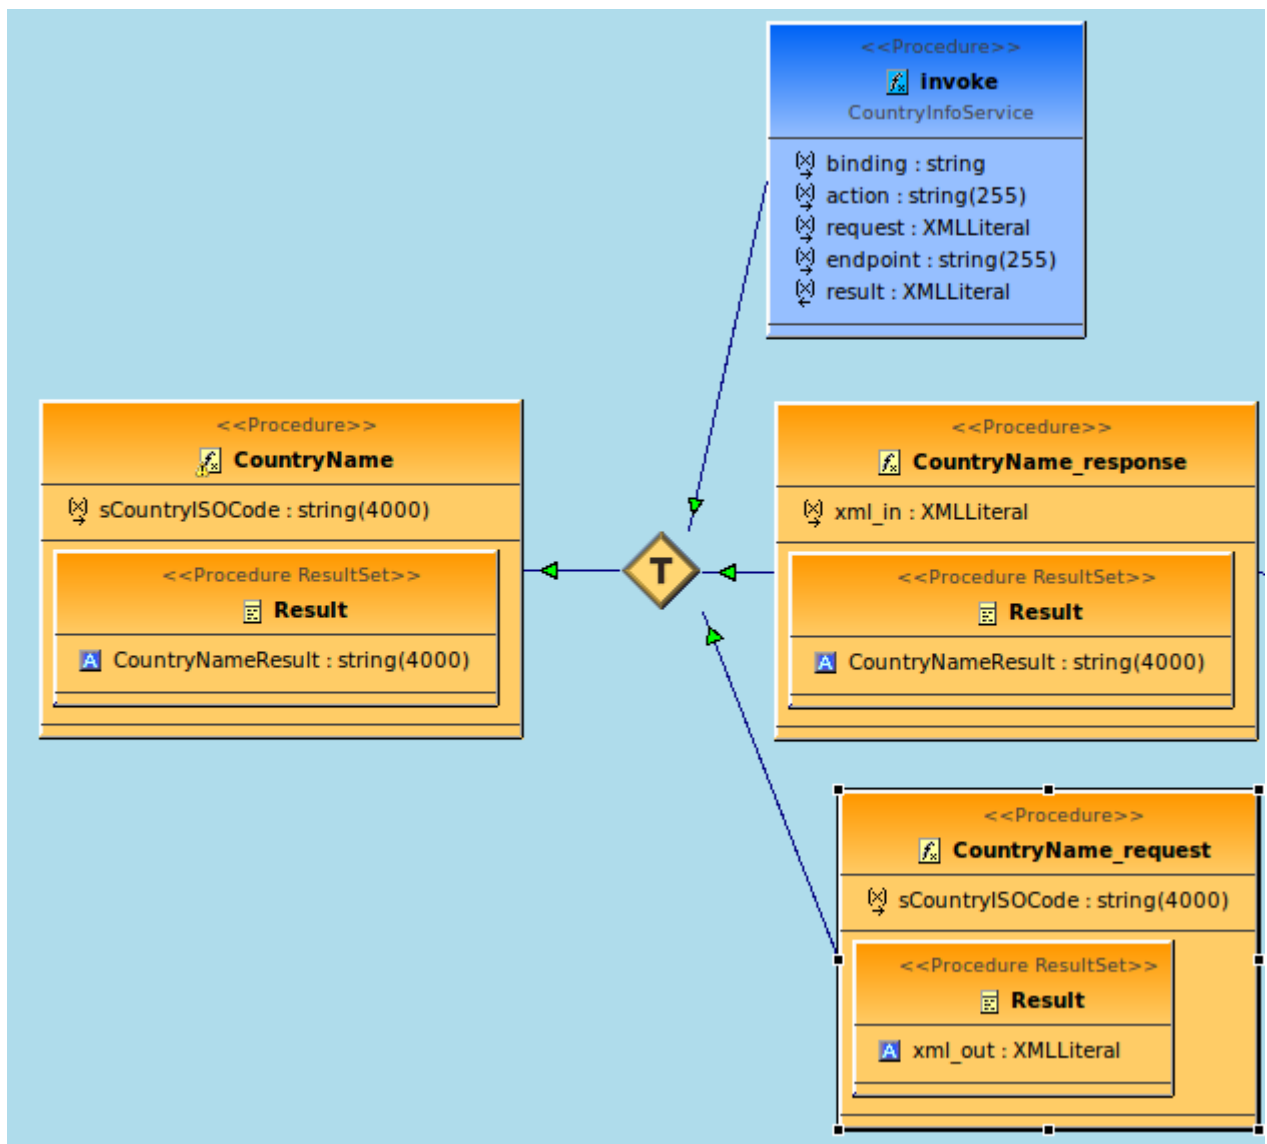 <<Procedure>>
invoke
CountryInfoService
binding : string
action : string(255)
request : XMLLiteral
endpoint : string(255)
result : XMLLiteral
<<Procedure>>
CountryName
sCountryISOCode : string(4000)
<<Procedure ResultSet>>
Result
CountryNameResult : string(4000)
T
<<Procedure>>
CountryName_response
xml_in : XMLLiteral
<<Procedure ResultSet>>
Result
CountryNameResult : string(4000)
<<Procedure>>
CountryName_request
sCountryISOCode : string(4000)
<<Procedure ResultSet>>
Result
xml_out : XMLLiteral